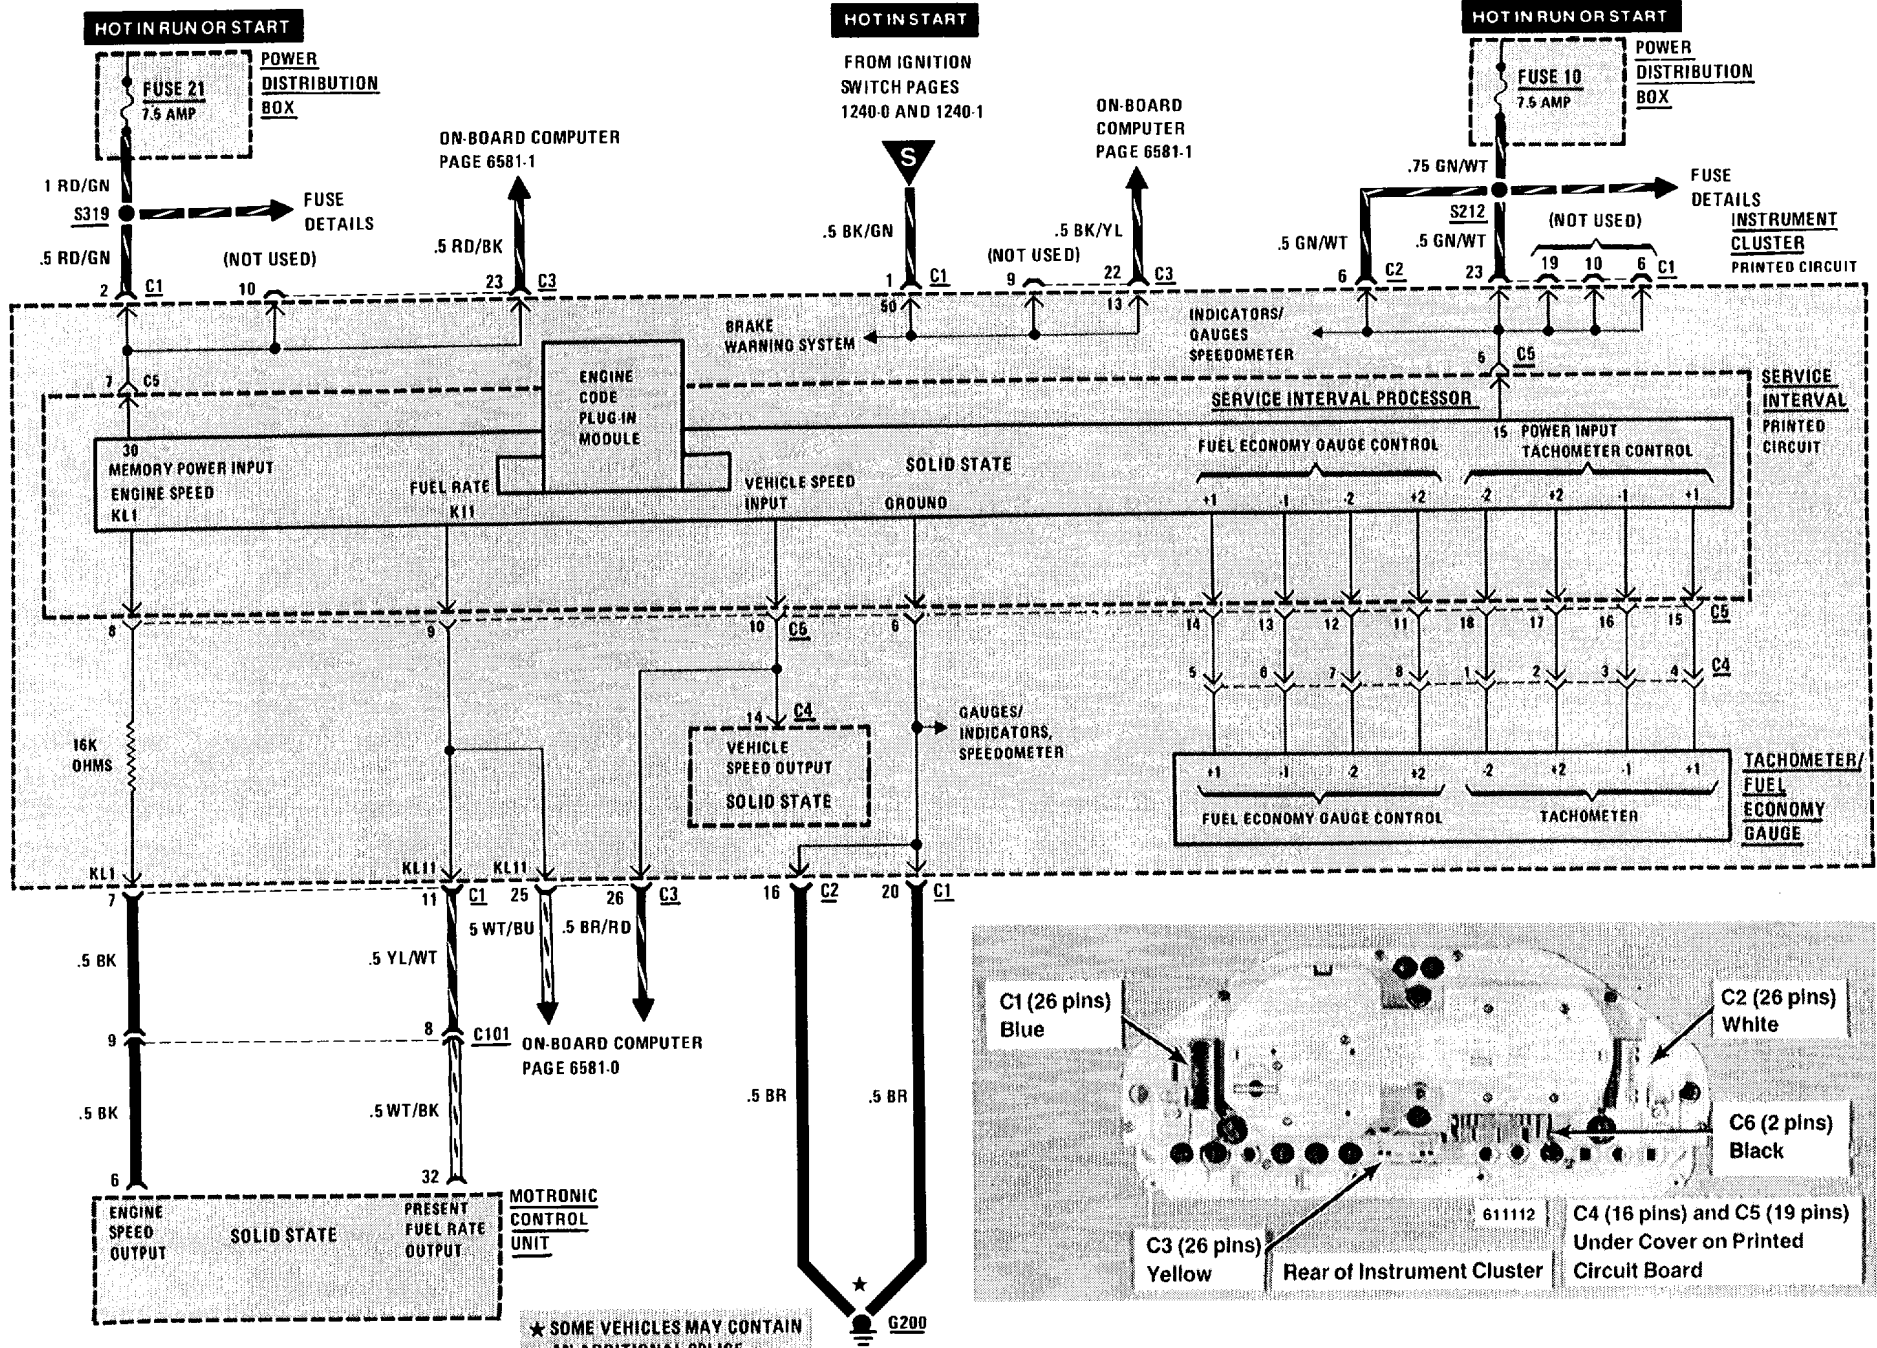 HOT IN RUN OR START
HOT IN START
HOT IN RUN OR START
FUSE 21
7.5 AMP
POWER
DISTRIBUTION
BOX
FROM IGNITION
SWITCH PAGES
1240-0 AND 1240-1
S
FUSE 10
7.5 AMP
POWER
DISTRIBUTION
BOX
ON-BOARD COMPUTER
PAGE 6581-1
ON-BOARD
COMPUTER
PAGE 6581-1
1 RD/GN
S319
FUSE
DETAILS
.5 RD/GN
(NOT USED)
.5 RD/BK
.5 BK/GN
.5 BK/YL
(NOT USED)
.75 GN/WT
S212
FUSE
DETAILS
.5 GN/WT
.5 GN/WT
(NOT USED)
INSTRUMENT
CLUSTER
PRINTED CIRCUIT
2 C1
10
23 C3
1 C1
9
22 C3
6 C2
23
19 10 6 C1
50
13
BRAKE
WARNING SYSTEM
INDICATORS/
GAUGES
SPEEDOMETER
5 C5
7 C5
ENGINE
CODE
PLUG-IN
MODULE
SERVICE INTERVAL PROCESSOR
SERVICE
INTERVAL
PRINTED
CIRCUIT
30
MEMORY POWER INPUT
ENGINE SPEED
KL1
FUEL RATE
K11
VEHICLE SPEED
INPUT
SOLID STATE
GROUND
FUEL ECONOMY GAUGE CONTROL
15 POWER INPUT
TACHOMETER CONTROL
+1 -1 -2 +2 -2 +2 -1 +1
8 9 10 C5 6 14 13 12 11 18 17 16 15 C5
5 6 7 8 1 2 3 4 C4
16K
OHMS
14 C4
VEHICLE
SPEED OUTPUT
SOLID STATE
GAUGES/
INDICATORS,
SPEEDOMETER
+1 -1 -2 +2 -2 +2 -1 +1
FUEL ECONOMY GAUGE CONTROL
TACHOMETER
TACHOMETER/
FUEL
ECONOMY
GAUGE
KL1 KL11 KL11
7 11 C1 25 26 C3 16 C2 20 C1
.5 BK
.5 YL/WT
5 WT/BU
.5 BR/RD
9 8 C101
ON-BOARD COMPUTER
PAGE 6581-0
.5 BK
.5 WT/BK
.5 BR
.5 BR
6 32
ENGINE
SPEED
OUTPUT
SOLID STATE
PRESENT
FUEL RATE
OUTPUT
MOTRONIC
CONTROL
UNIT
★
G200
★ SOME VEHICLES MAY CONTAIN
AN ADDITIONAL SPLICE
C1 (26 pins)
Blue
C2 (26 pins)
White
C6 (2 pins)
Black
C3 (26 pins)
Yellow
611112
Rear of Instrument Cluster
C4 (16 pins) and C5 (19 pins)
Under Cover on Printed
Circuit Board